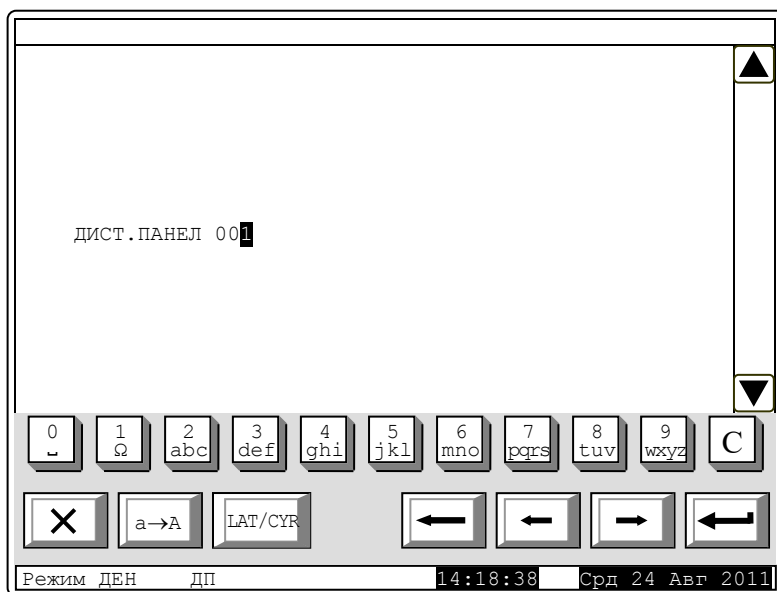 ДИСТ.ПАНЕЛ 001
0 1 2 3 4 5 6 7 8 9 C
␣ Ω abc def ghi jkl mno pqrs tuv wxyz
a→A LAT/CYR
Режим ДЕН ДП 14:18:38 Срд 24 Авг 2011